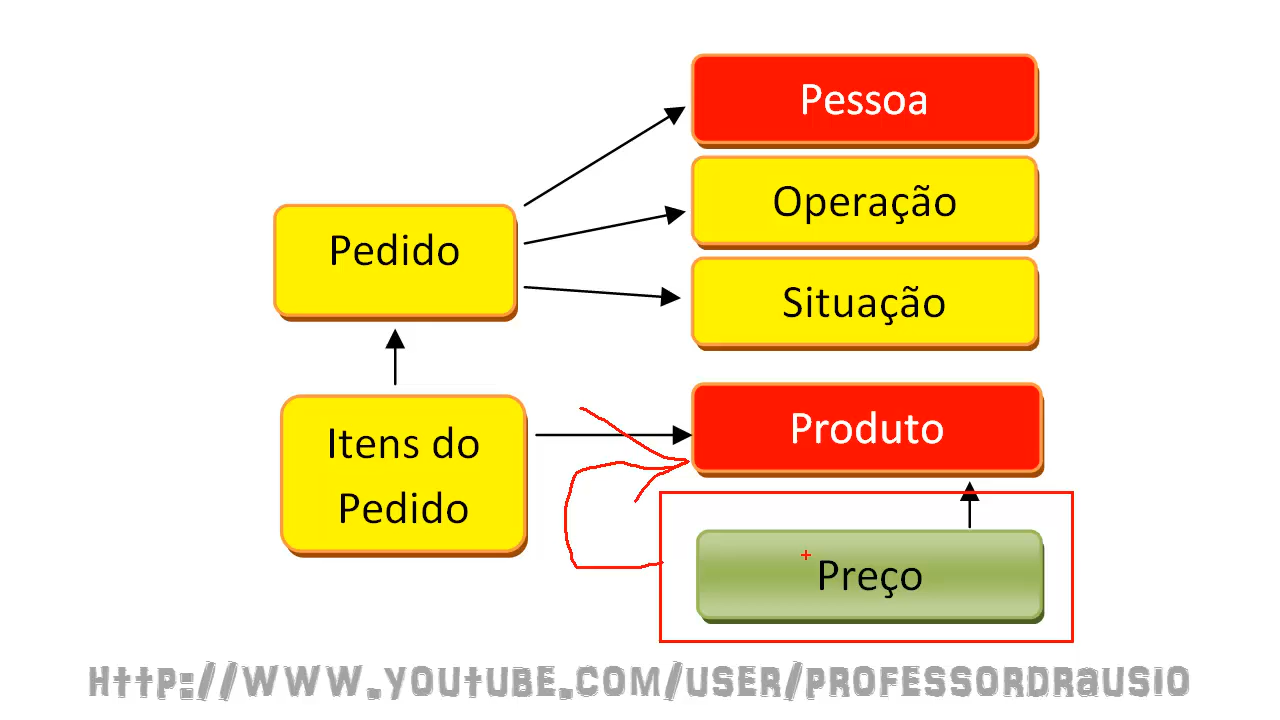 Pessoa
Operação
Pedido
Situação
Produto
Itens do
Pedido
Preço
Http://WWW.YOUTUBE.COM/USER/PROFESSORDRAUSIO